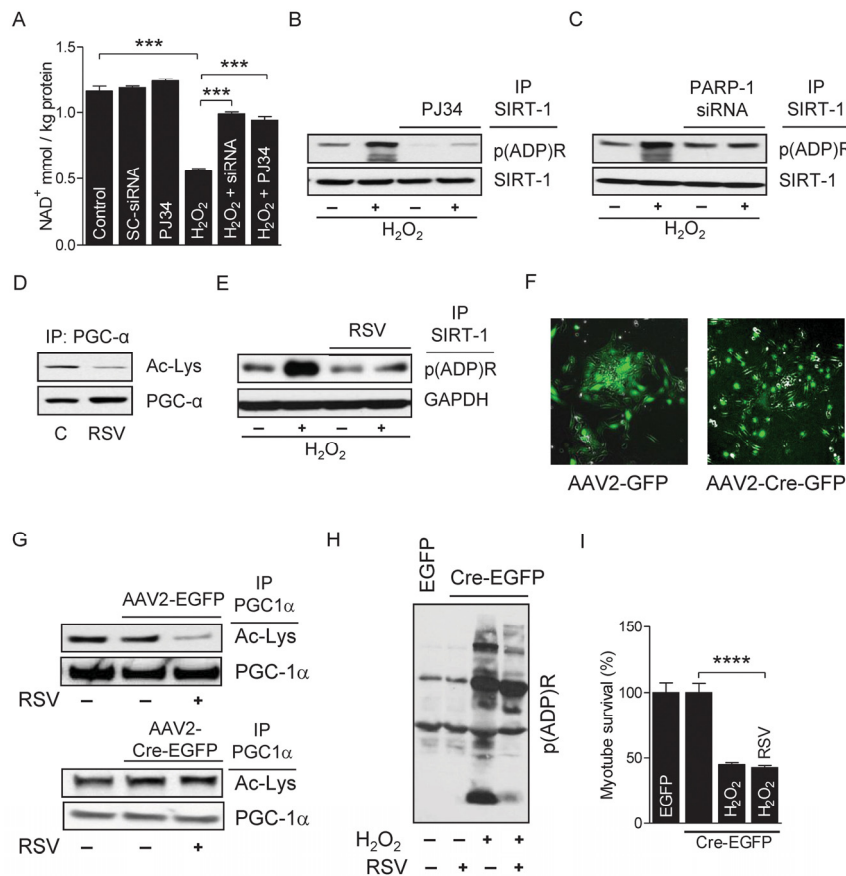 A
***
***
***
NAD+ mmol / kg protein
1.5
1.0
0.5
0.0
Control
SC-siRNA
PJ34
H2O2
H2O2 + siRNA
H2O2 + PJ34
B
IP
PJ34
SIRT-1
p(ADP)R
SIRT-1
– + – +
H2O2
C
PARP-1
siRNA
IP
SIRT-1
p(ADP)R
SIRT-1
– + – +
H2O2
D
IP: PGC-α
Ac-Lys
PGC-α
C RSV
E
IP
RSV
SIRT-1
p(ADP)R
GAPDH
– + – +
H2O2
F
AAV2-GFP
AAV2-Cre-GFP
G
IP
AAV2-EGFP
PGC1α
Ac-Lys
PGC-1α
RSV – – +
AAV2-
Cre-EGFP
IP
PGC1α
Ac-Lys
PGC-1α
RSV – – +
H
EGFP
Cre-EGFP
p(ADP)R
H2O2 – – + +
RSV – + – +
I
****
Myotube survival (%)
150
100
50
0
EGFP
H2O2
H2O2
RSV
Cre-EGFP